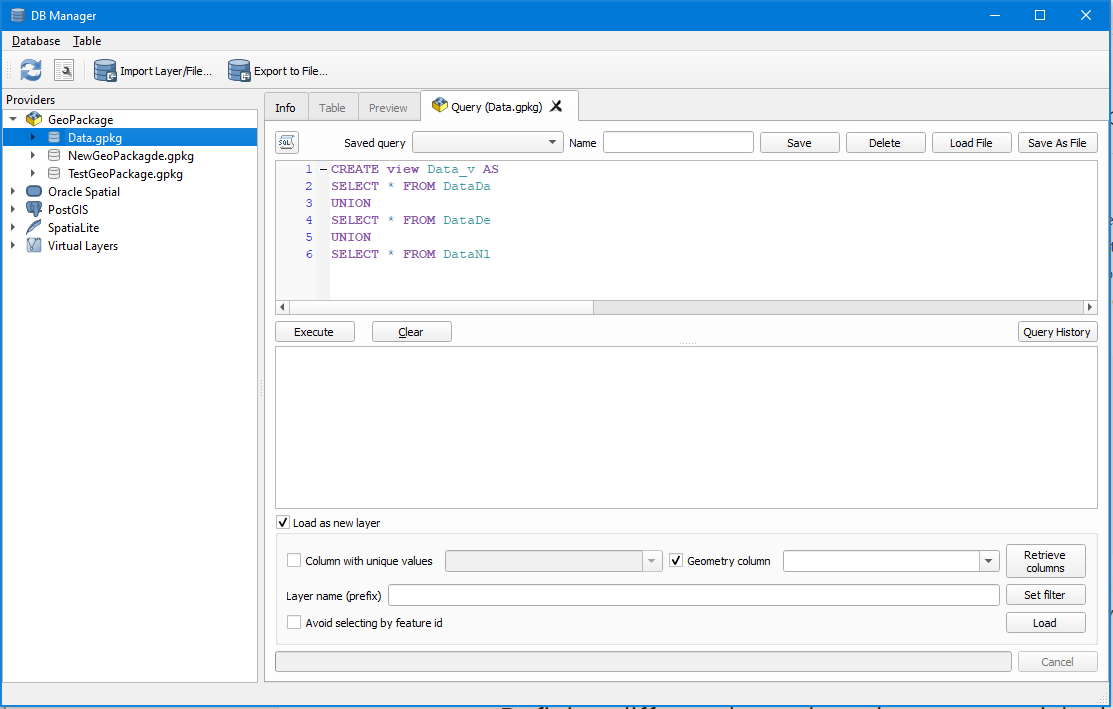 DB Manager
Database Table
Import Layer/File... Export to File...
Providers
GeoPackage
Data.gpkg
NewGeoPackagde.gpkg
TestGeoPackage.gpkg
Oracle Spatial
PostGIS
SpatiaLite
Virtual Layers
Info Table Preview Query (Data.gpkg)
SQL Saved query Name Save Delete Load File Save As File
1 CREATE view Data_v AS
2 SELECT * FROM DataDa
3 UNION
4 SELECT * FROM DataDe
5 UNION
6 SELECT * FROM DataNl
Execute Clear Query History
Load as new layer
Column with unique values Geometry column Retrieve columns
Layer name (prefix) Set filter
Avoid selecting by feature id Load
Cancel